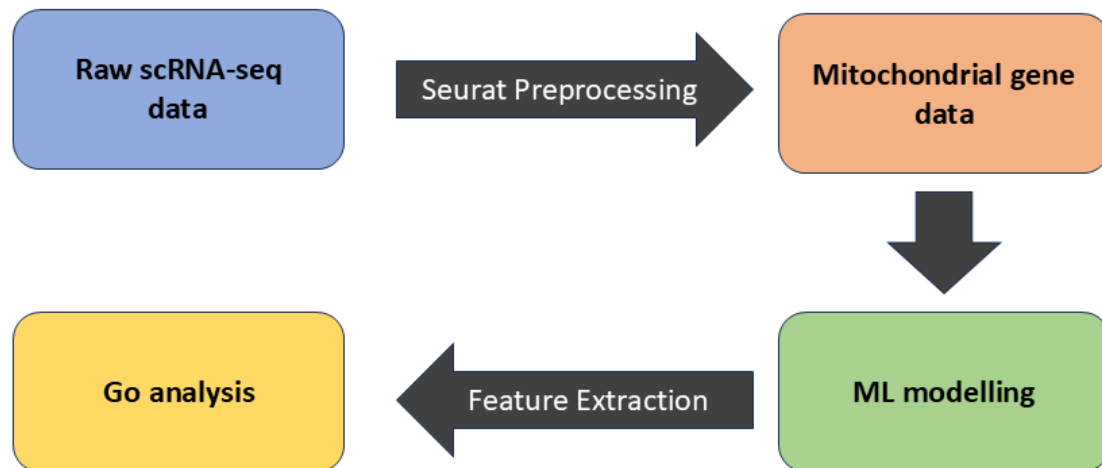 Raw scRNA-seq
data
Seurat Preprocessing
Mitochondrial gene
data
Go analysis
Feature Extraction
ML modelling